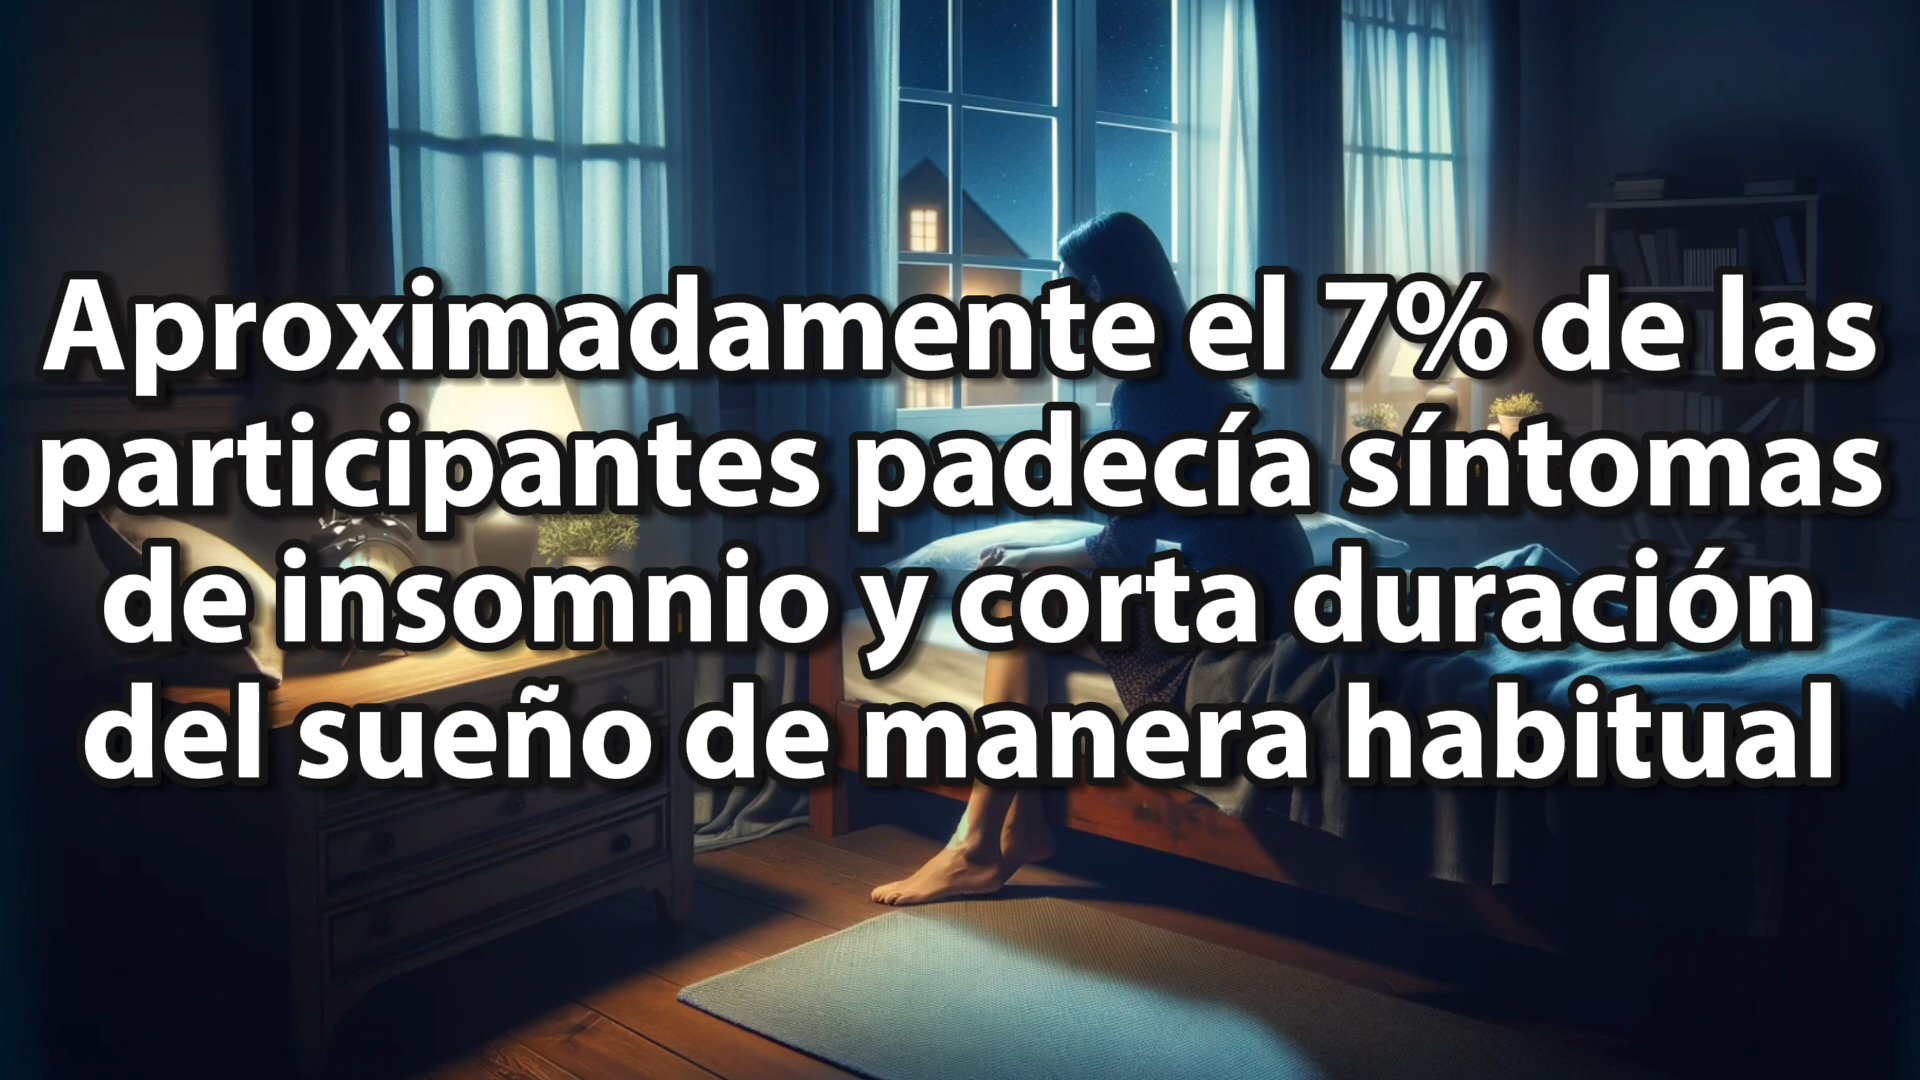 Aproximadamente el 7% de las
participantes padecía síntomas
de insomnio y corta duración
del sueño de manera habitual